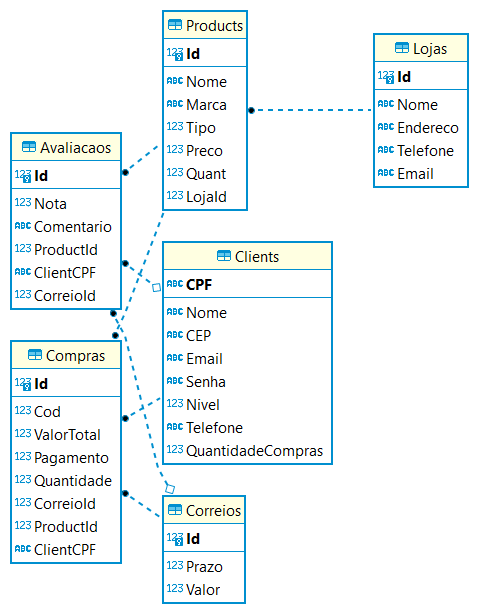 Products
123 Id
ABC Nome
ABC Marca
123 Tipo
123 Preco
123 Quant
123 LojaId
Lojas
123 Id
ABC Nome
ABC Endereco
ABC Telefone
ABC Email
Avaliacaos
123 Id
123 Nota
ABC Comentario
123 ProductId
ABC ClientCPF
123 CorreioId
Clients
ABC CPF
ABC Nome
ABC CEP
ABC Email
ABC Senha
123 Nivel
ABC Telefone
123 QuantidadeCompras
Compras
123 Id
123 Cod
123 ValorTotal
123 Pagamento
123 Quantidade
123 CorreioId
123 ProductId
ABC ClientCPF
Correios
123 Id
123 Prazo
123 Valor